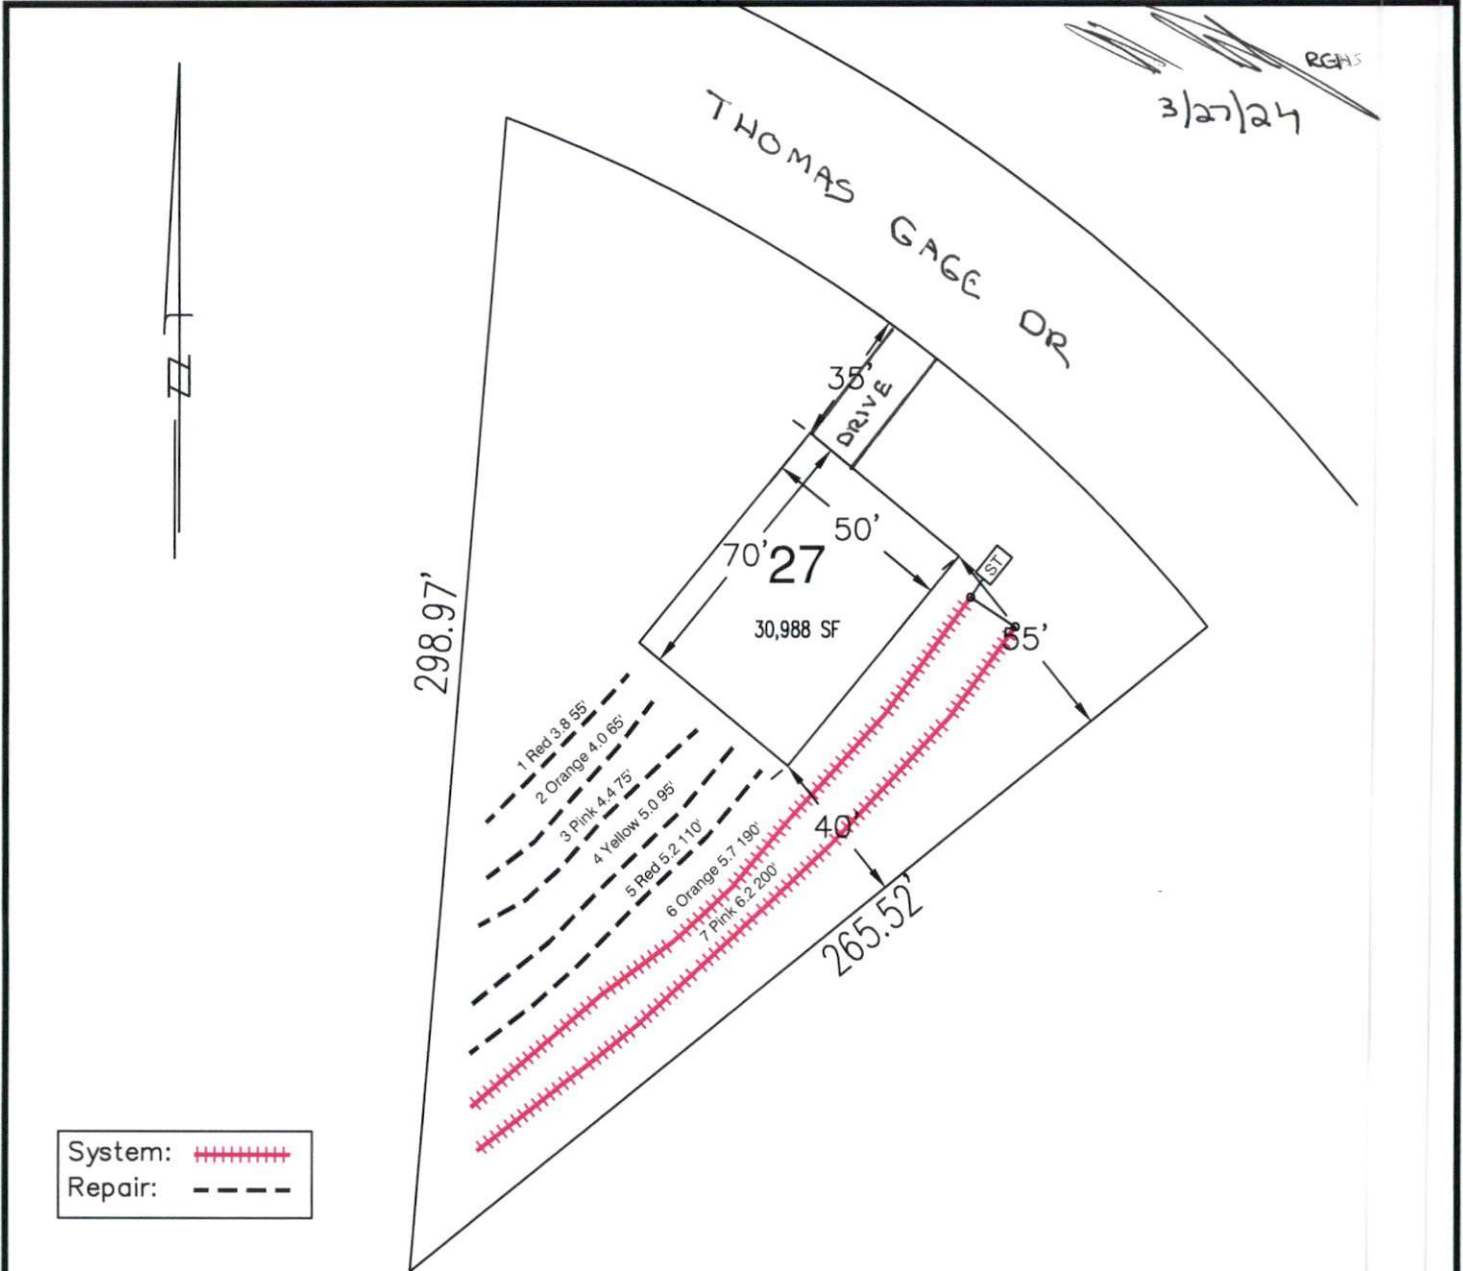 REHS
3/27/24
THOMAS GAGE DR
N
35'
DRIVE
50'
70'
27
ST
30,988 SF
55'
298.97'
1 Red 3.8 55'
2 Orange 4.0 65'
3 Pink 4.4 75'
4 Yellow 5.0 95'
5 Red 5.2 110'
6 Orange 5.7 190'
7 Pink 6.2 200'
40'
265.52'
System:
Repair: